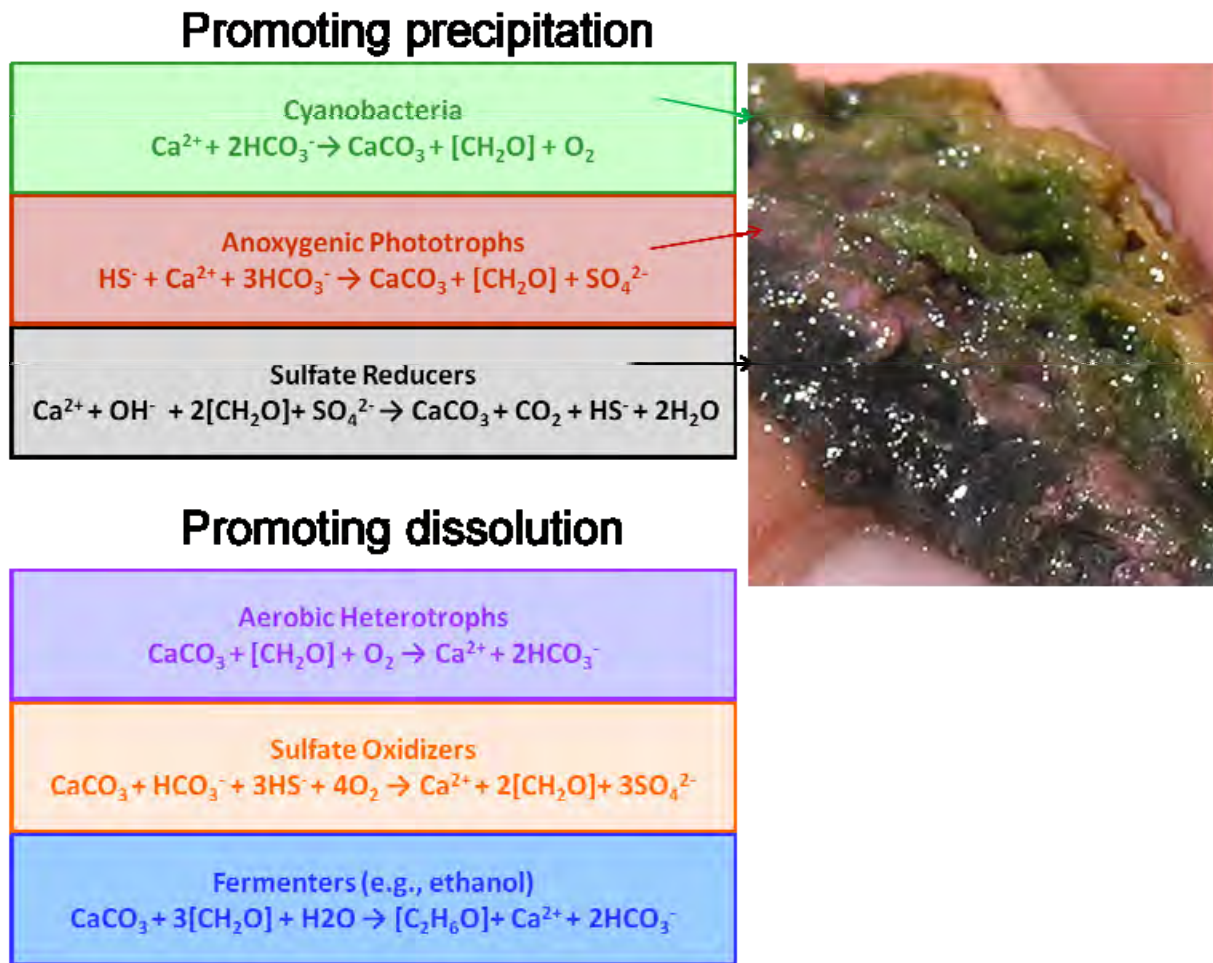 Promoting precipitation
Cyanobacteria
Ca²⁺ + 2HCO₃⁻ → CaCO₃ + [CH₂O] + O₂
Anoxygenic Phototrophs
HS⁻ + Ca²⁺ + 3HCO₃⁻ → CaCO₃ + [CH₂O] + SO₄²⁻
Sulfate Reducers
Ca²⁺ + OH⁻ + 2[CH₂O]+ SO₄²⁻ → CaCO₃ + CO₂ + HS⁻ + 2H₂O
Promoting dissolution
Aerobic Heterotrophs
CaCO₃ + [CH₂O] + O₂ → Ca²⁺ + 2HCO₃⁻
Sulfate Oxidizers
CaCO₃ + HCO₃⁻ + 3HS⁻ + 4O₂ → Ca²⁺ + 2[CH₂O]+ 3SO₄²⁻
Fermenters (e.g., ethanol)
CaCO₃ + 3[CH₂O] + H2O → [C₂H₆O]+ Ca²⁺ + 2HCO₃⁻